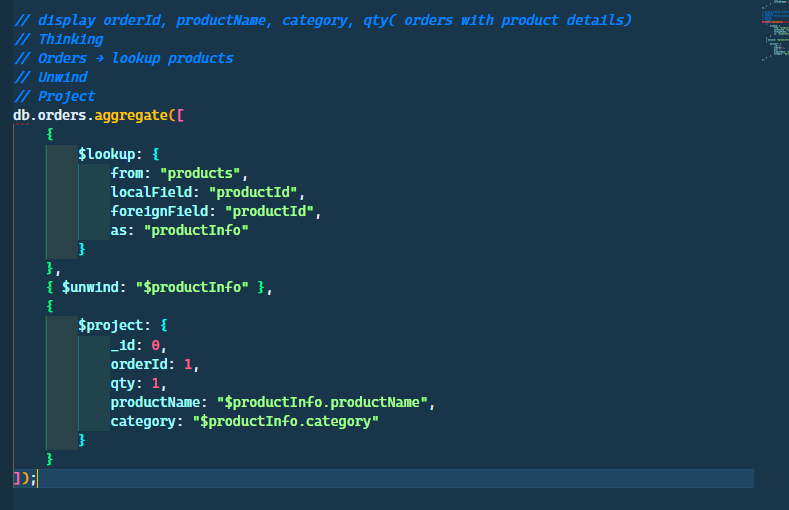 // display orderId, productName, category, qty( orders with product details)
// Thinking
// Orders → lookup products
// Unwind
// Project
db.orders.aggregate([
    {
        $lookup: {
            from: "products",
            localField: "productId",
            foreignField: "productId",
            as: "productInfo"
        }
    },
    { $unwind: "$productInfo" },
    {
        $project: {
            _id: 0,
            orderId: 1,
            qty: 1,
            productName: "$productInfo.productName",
            category: "$productInfo.category"
        }
    }
]);